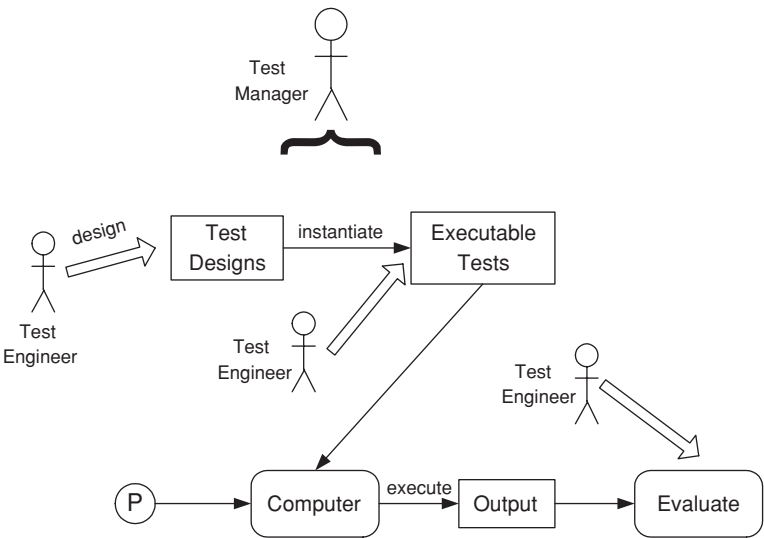 Test
Manager
design
Test
Designs
instantiate
Executable
Tests
Test
Engineer
Test
Engineer
Test
Engineer
P
Computer
execute
Output
Evaluate